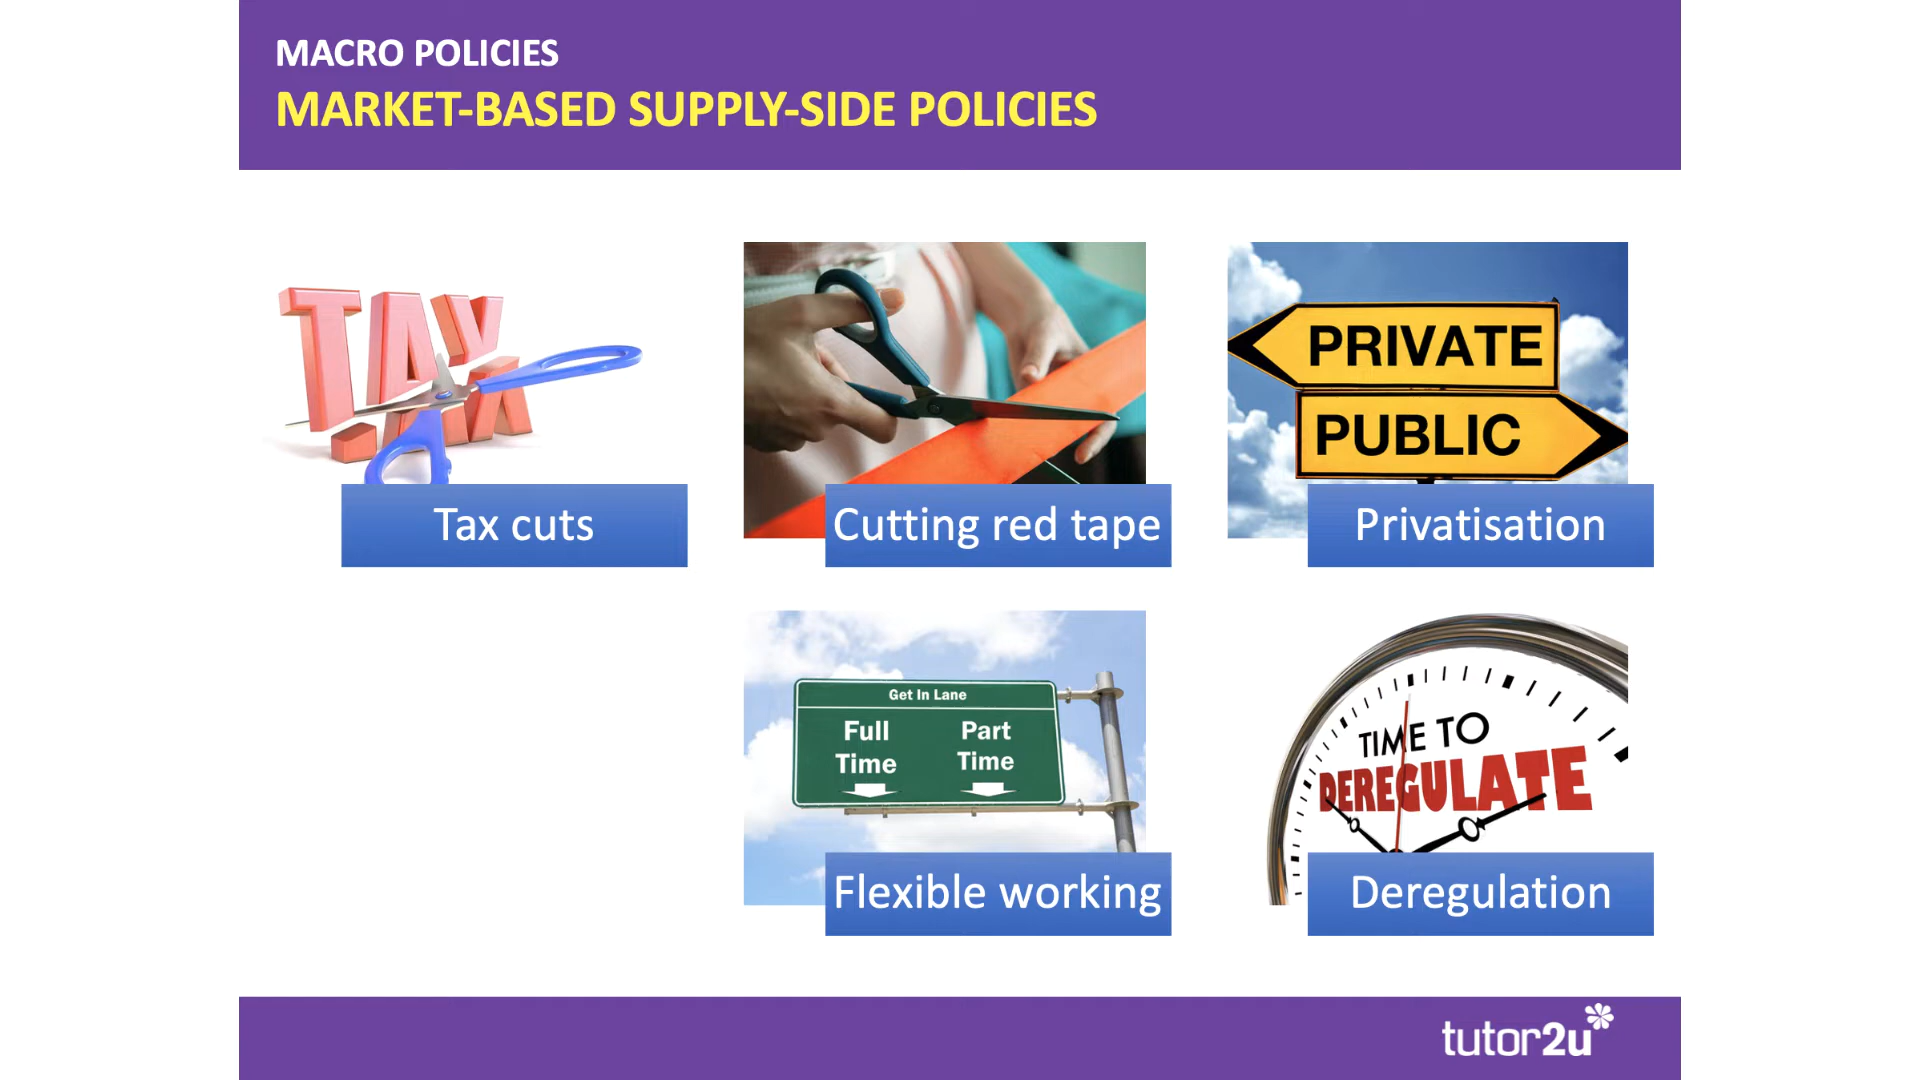 MACRO POLICIES
MARKET-BASED SUPPLY-SIDE POLICIES
TAX
Tax cuts
Cutting red tape
PRIVATE
PUBLIC
Privatisation
Get In Lane
Full Time
Part Time
Flexible working
TIME TO
DEREGULATE
Deregulation
tutor2u